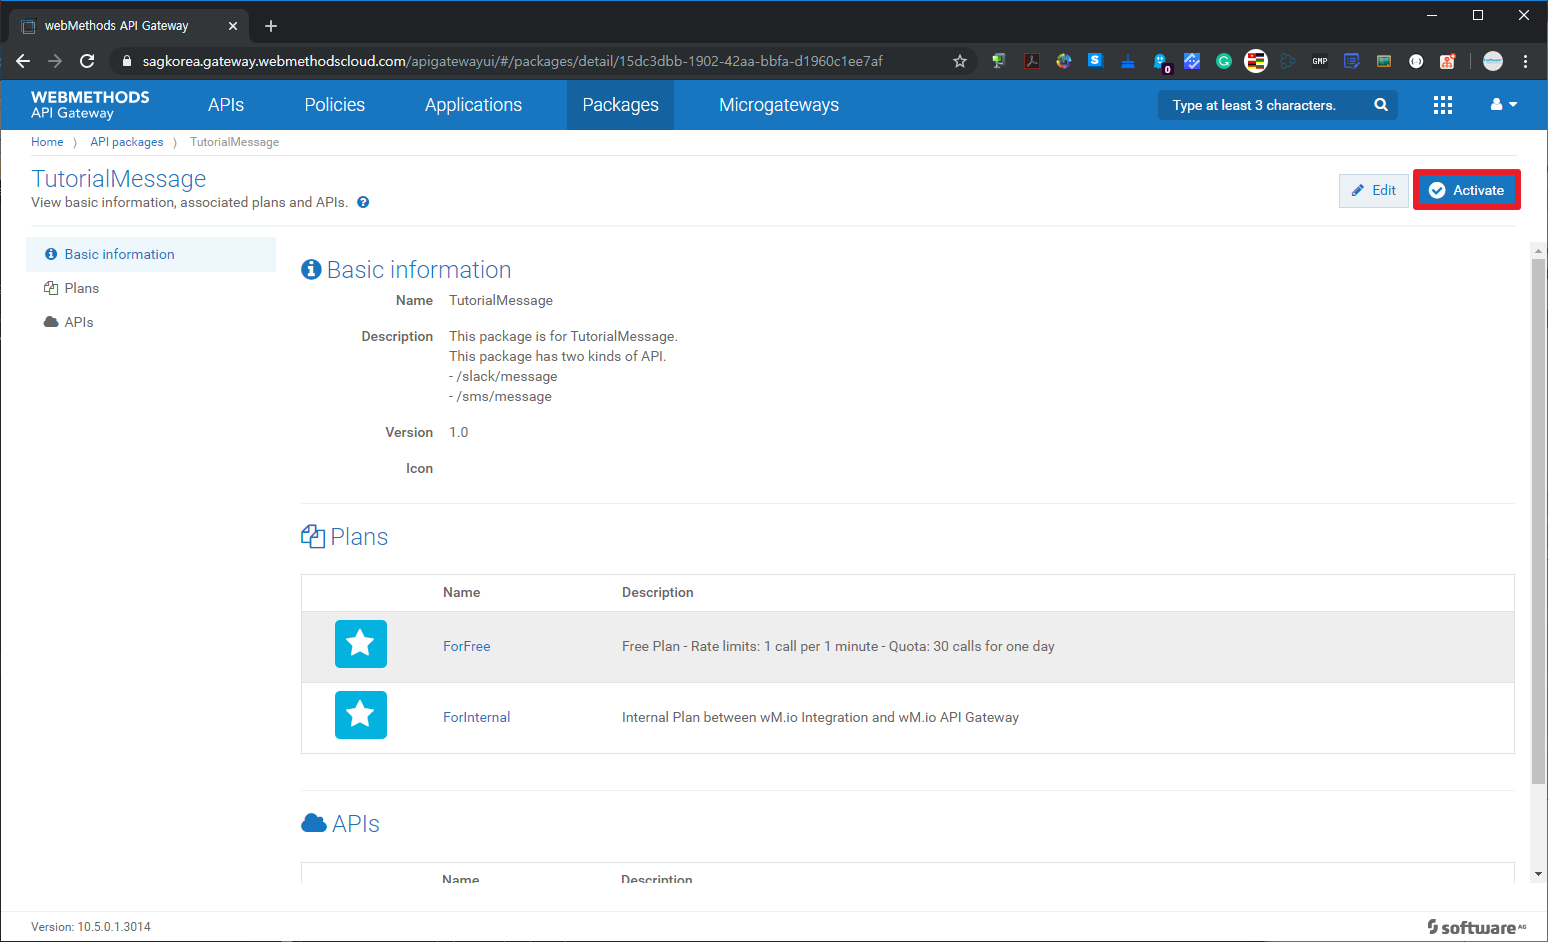 webMethods API Gateway
sagkorea.gateway.webmethodscloud.com/apigatewayui/#/packages/detail/15dc3dbb-1902-42aa-bbfa-d1960c1ee7af
S
0
G
GMP
WEBMETHODS
API Gateway
APIs
Policies
Applications
Packages
Microgateways
Type at least 3 characters.
Home
API packages
TutorialMessage
TutorialMessage
View basic information, associated plans and APIs.
Edit
Activate
Basic information
Plans
APIs
Basic information
Name TutorialMessage
Description This package is for TutorialMessage.
This package has two kinds of API.
- /slack/message
- /sms/message
Version 1.0
Icon
Plans
Name Description
ForFree Free Plan - Rate limits: 1 call per 1 minute - Quota: 30 calls for one day
ForInternal Internal Plan between wM.io Integration and wM.io API Gateway
APIs
Name Description
Version: 10.5.0.1.3014
software AG